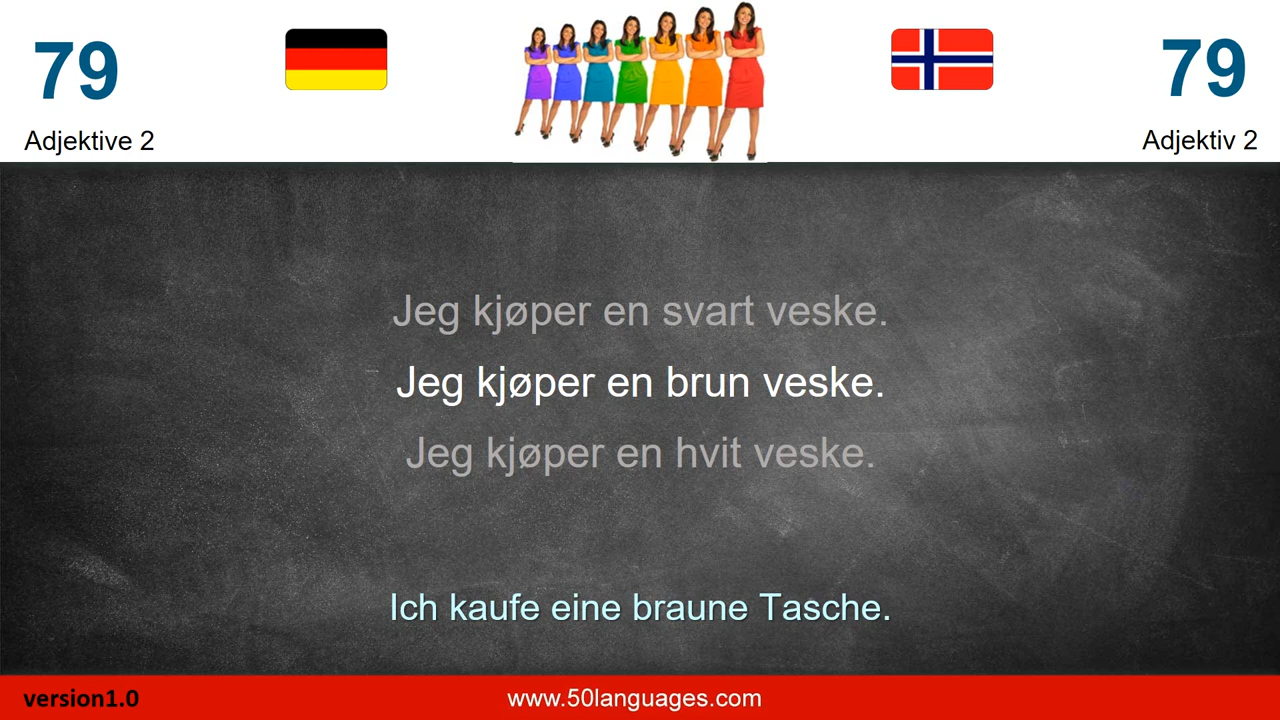 79
79
Adjektive 2
Adjektiv 2
Jeg kjøper en svart veske.
Jeg kjøper en brun veske.
Jeg kjøper en hvit veske.
Ich kaufe eine braune Tasche.
version1.0
www.50languages.com